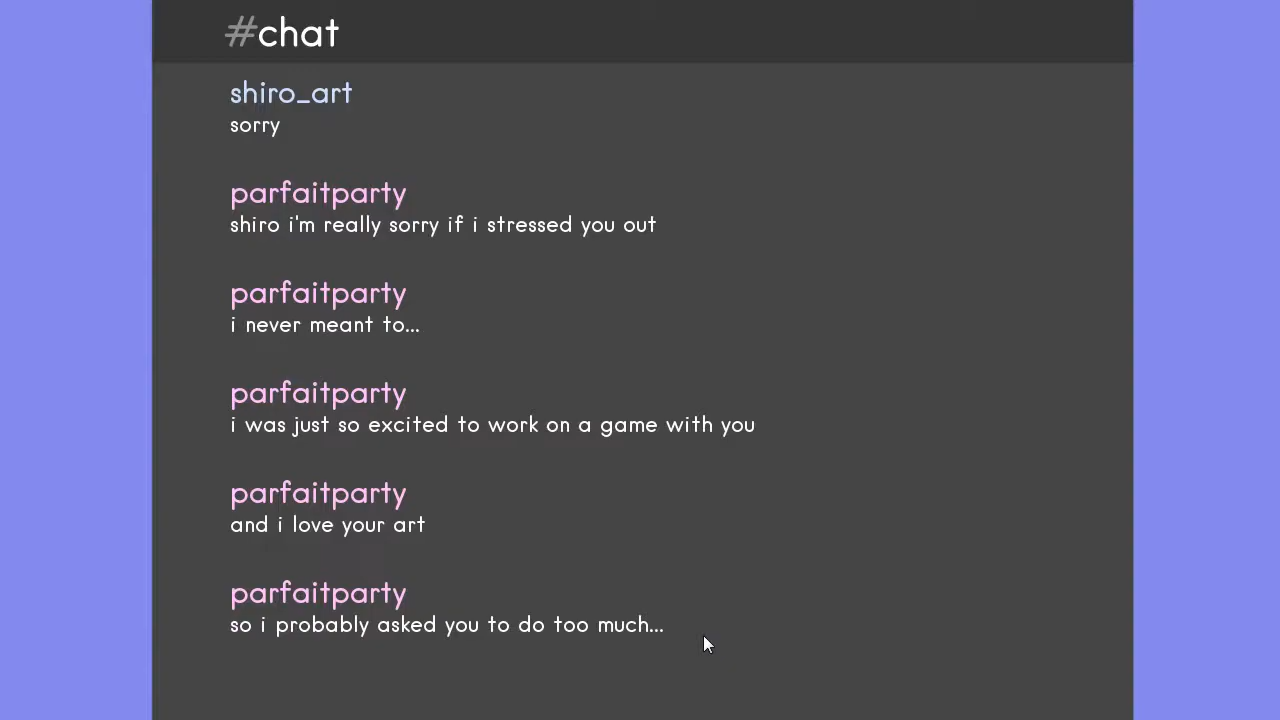 #chat
shiro_art
sorry
parfaitparty
shiro i'm really sorry if i stressed you out
parfaitparty
i never meant to...
parfaitparty
i was just so excited to work on a game with you
parfaitparty
and i love your art
parfaitparty
so i probably asked you to do too much...